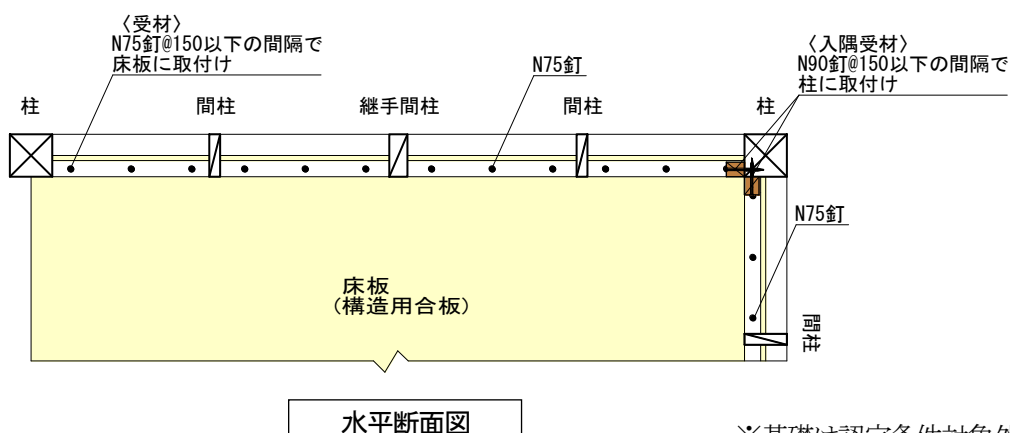 〈受材〉
N75釘@150以下の間隔で
床板に取付け
N75釘
〈入隅受材〉
N90釘@150以下の間隔で
柱に取付け
柱
間柱
継手間柱
間柱
柱
N75釘
床板
(構造用合板)
間柱
水平断面図